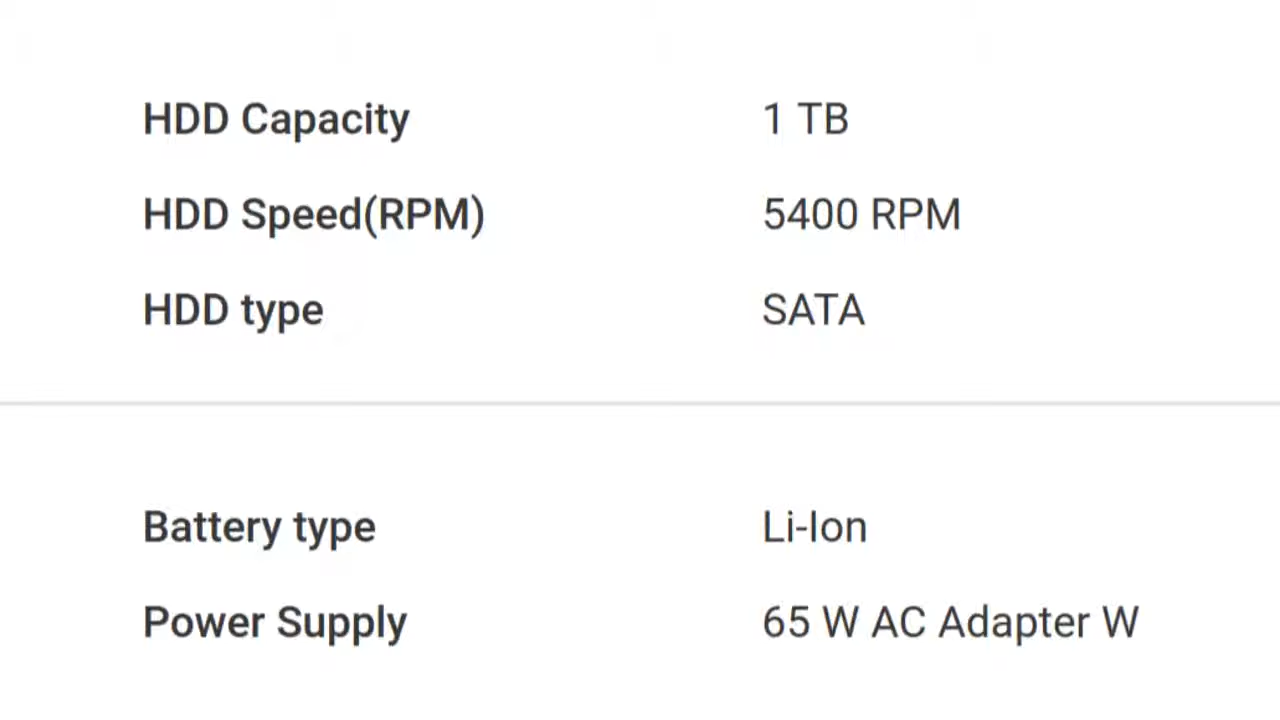 HDD Capacity 1 TB
HDD Speed(RPM) 5400 RPM
HDD type SATA
Battery type Li-Ion
Power Supply 65 W AC Adapter W